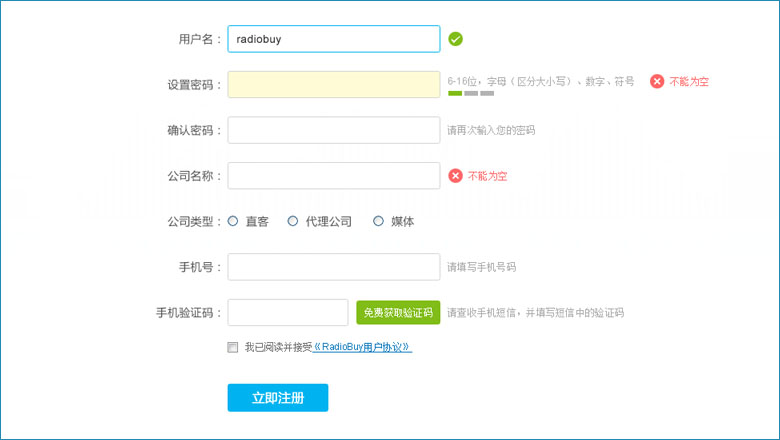 用户名： radiobuy
设置密码： 6-16位，字母（区分大小写）、数字、符号 不能为空
确认密码： 请再次输入您的密码
公司名称： 不能为空
公司类型： 直客 代理公司 媒体
手机号： 请填写手机号码
手机验证码： 免费获取验证码 请查收手机短信，并填写短信中的验证码
我已阅读并接受《RadioBuy用户协议》
立即注册